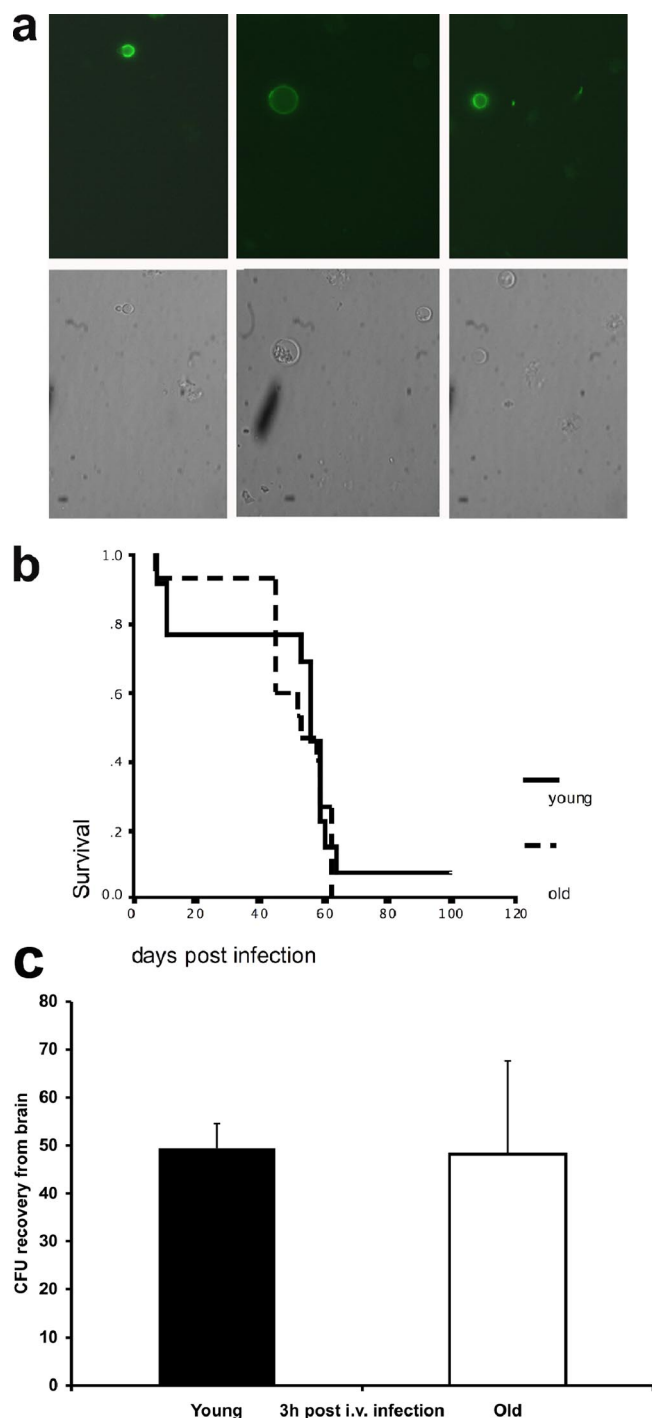 a
b
1.0
.8
.6
.4
.2
0.0
Survival
0 20 40 60 80 100 120
days post infection
young
old
c
80
70
60
50
40
30
20
10
0
CFU recovery from brain
Young 3h post i.v. infection Old